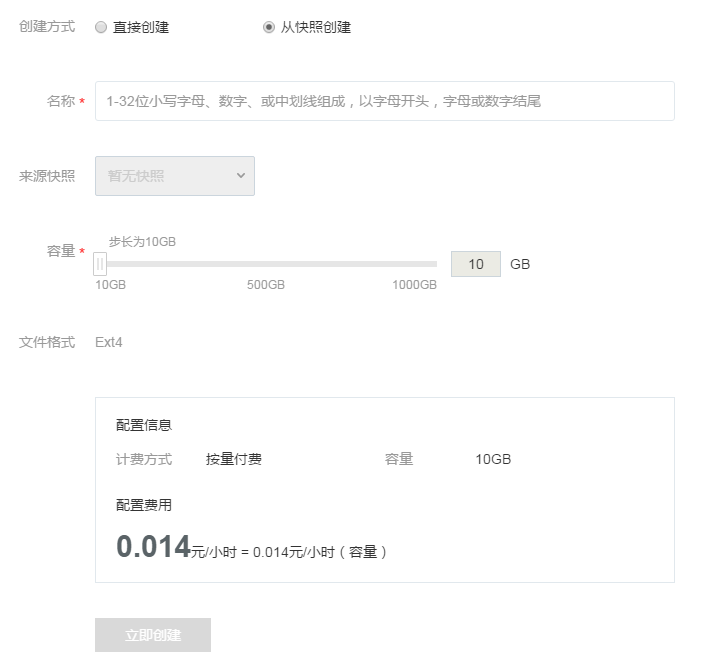 创建方式 直接创建 从快照创建
名称 * 1-32位小写字母、数字、或中划线组成，以字母开头，字母或数字结尾
来源快照 暂无快照
步长为10GB
容量 * 10 GB
10GB 500GB 1000GB
文件格式 Ext4
配置信息
计费方式 按量付费 容量 10GB
配置费用
0.014元/小时 = 0.014元/小时（容量）
立即创建